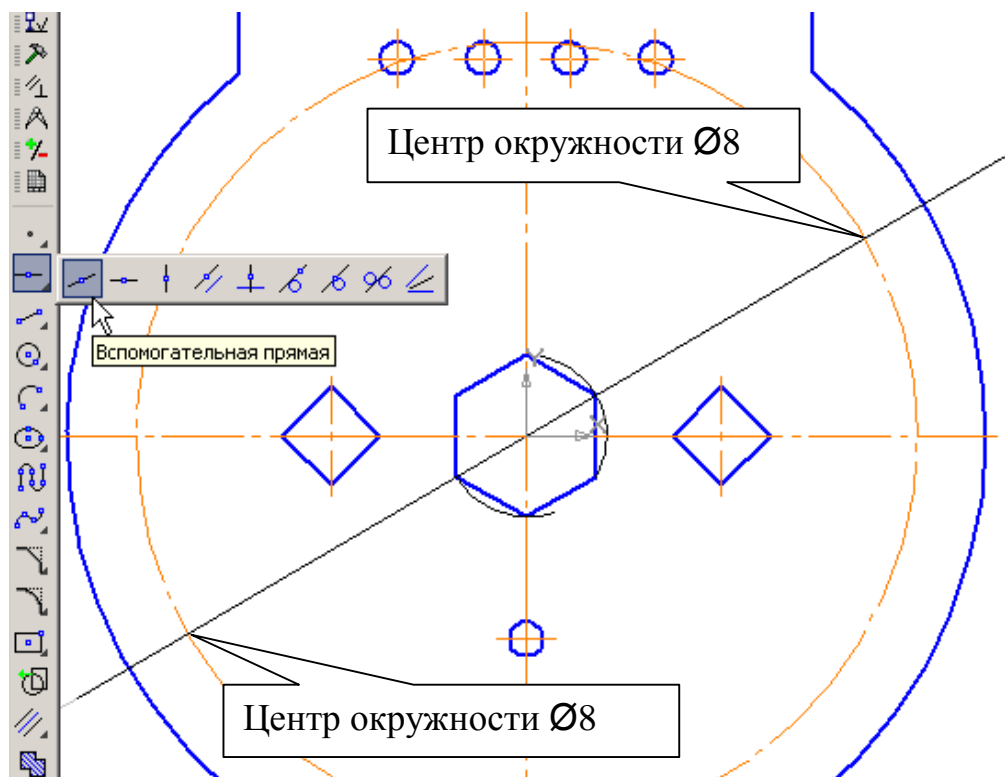 Центр окружности Ø8
Вспомогательная прямая
Y
X
Центр окружности Ø8